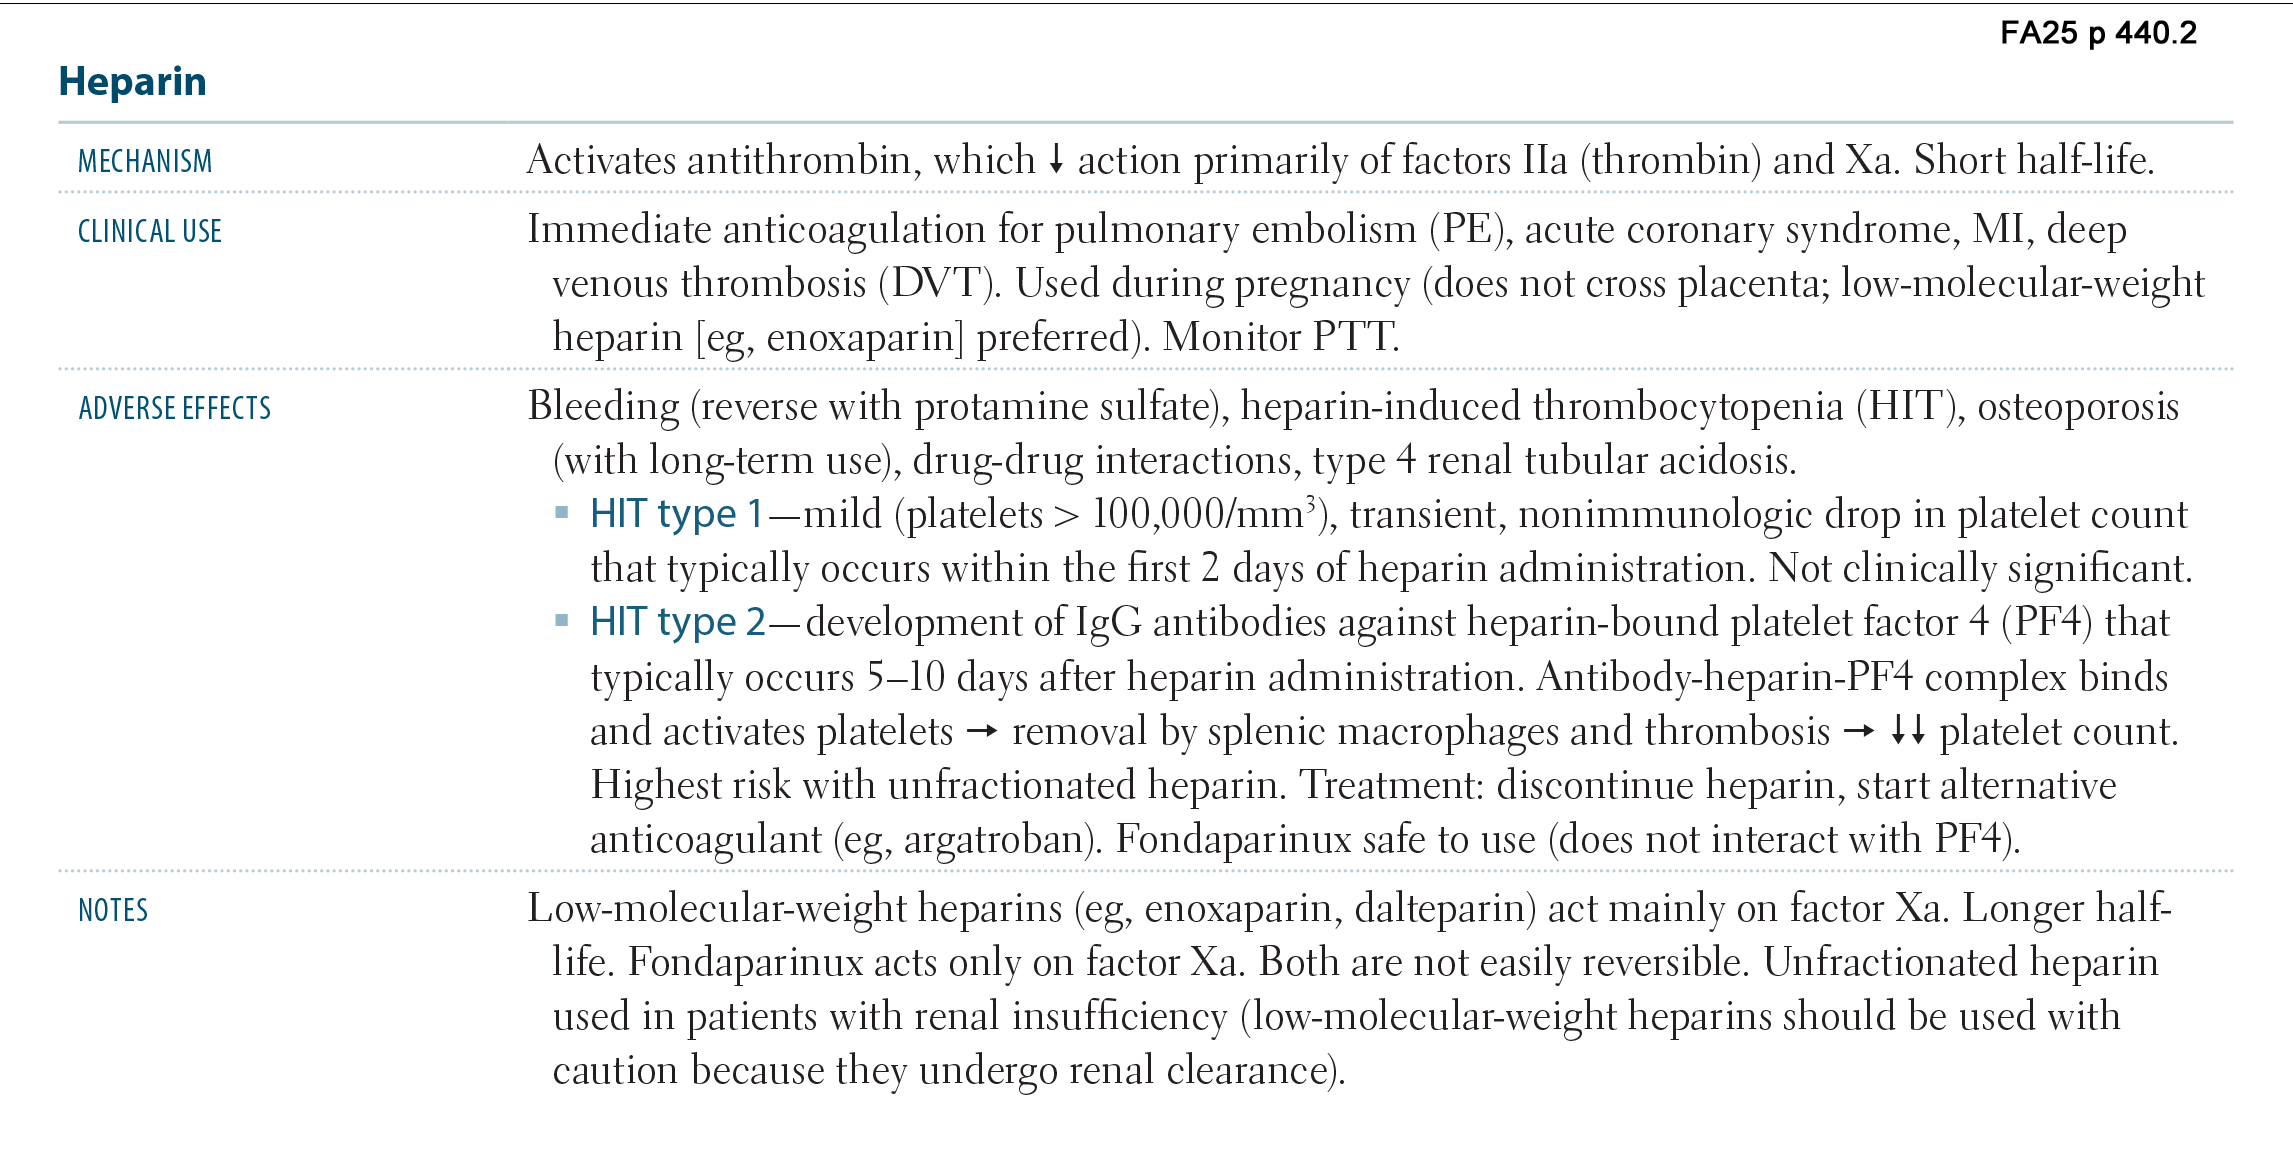 FA25 p 440.2
Heparin
MECHANISM Activates antithrombin, which ↓ action primarily of factors IIa (thrombin) and Xa. Short half-life.
CLINICAL USE Immediate anticoagulation for pulmonary embolism (PE), acute coronary syndrome, MI, deep
venous thrombosis (DVT). Used during pregnancy (does not cross placenta; low-molecular-weight
heparin [eg, enoxaparin] preferred). Monitor PTT.
ADVERSE EFFECTS Bleeding (reverse with protamine sulfate), heparin-induced thrombocytopenia (HIT), osteoporosis
(with long-term use), drug-drug interactions, type 4 renal tubular acidosis.
▪ HIT type 1—mild (platelets > 100,000/mm³), transient, nonimmunologic drop in platelet count
that typically occurs within the first 2 days of heparin administration. Not clinically significant.
▪ HIT type 2—development of IgG antibodies against heparin-bound platelet factor 4 (PF4) that
typically occurs 5–10 days after heparin administration. Antibody-heparin-PF4 complex binds
and activates platelets → removal by splenic macrophages and thrombosis → ↓↓ platelet count.
Highest risk with unfractionated heparin. Treatment: discontinue heparin, start alternative
anticoagulant (eg, argatroban). Fondaparinux safe to use (does not interact with PF4).
NOTES Low-molecular-weight heparins (eg, enoxaparin, dalteparin) act mainly on factor Xa. Longer half-
life. Fondaparinux acts only on factor Xa. Both are not easily reversible. Unfractionated heparin
used in patients with renal insufficiency (low-molecular-weight heparins should be used with
caution because they undergo renal clearance).